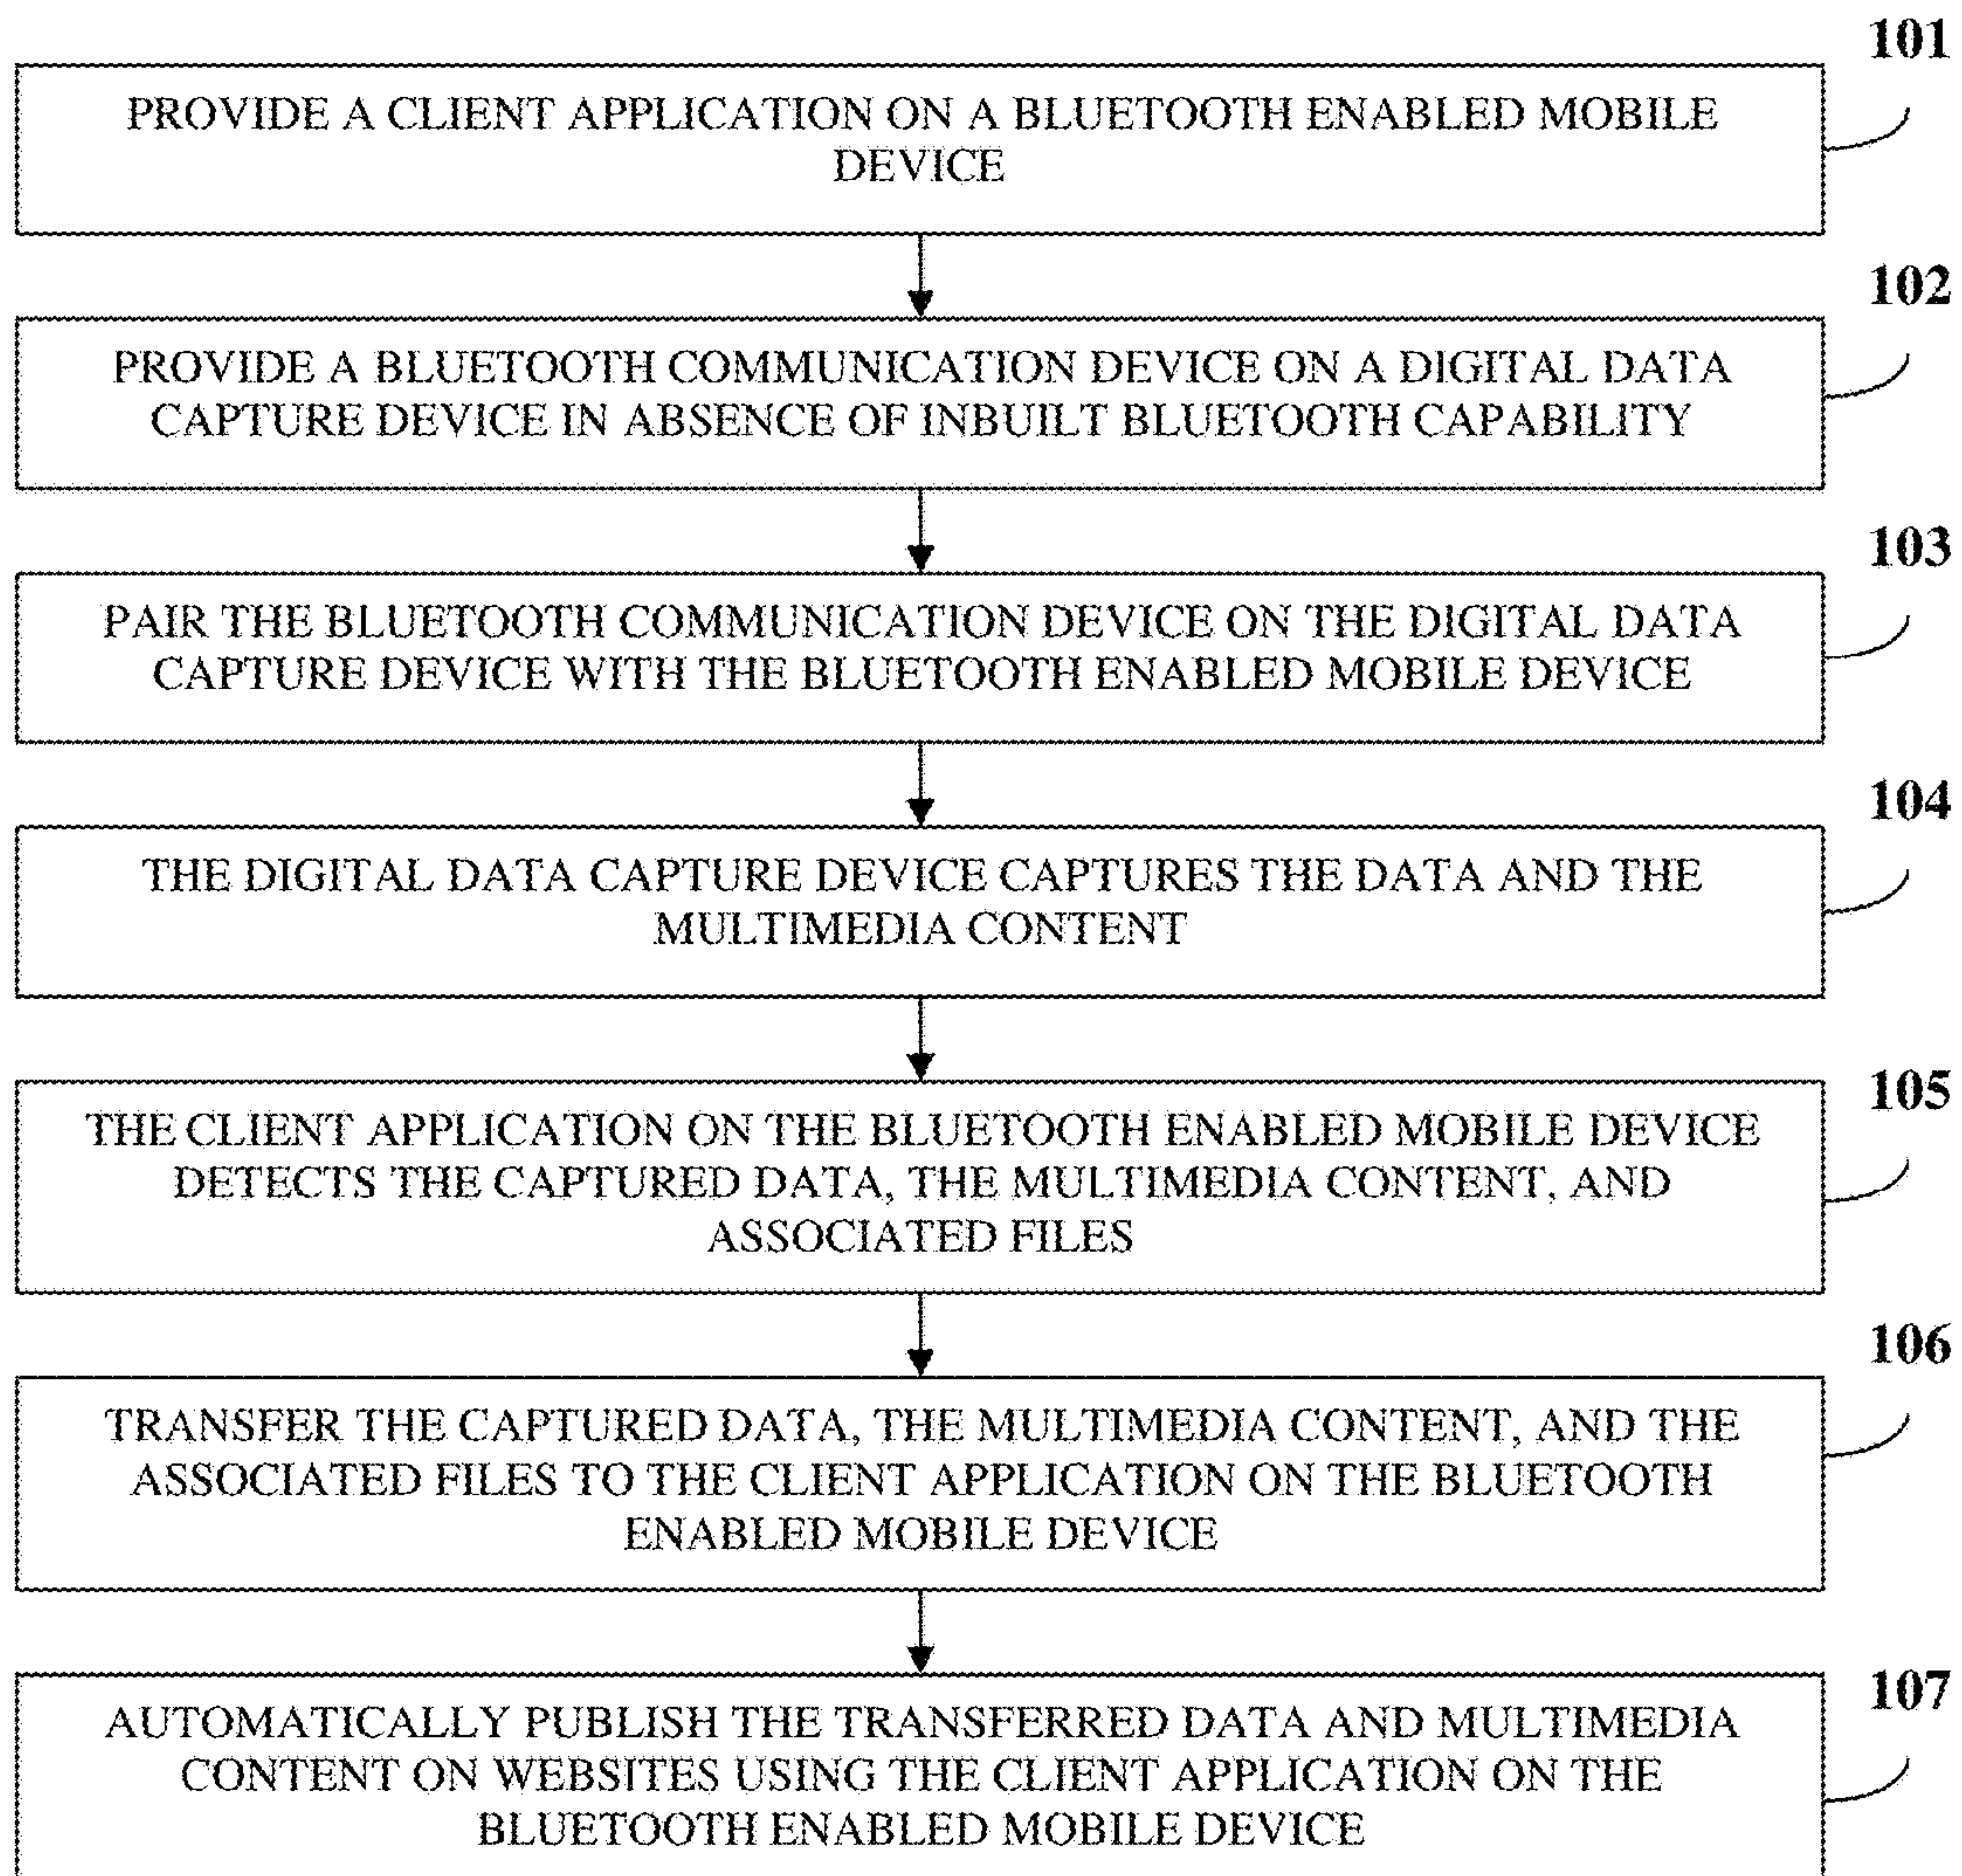 101
PROVIDE A CLIENT APPLICATION ON A BLUETOOTH ENABLED MOBILE
DEVICE
102
PROVIDE A BLUETOOTH COMMUNICATION DEVICE ON A DIGITAL DATA
CAPTURE DEVICE IN ABSENCE OF INBUILT BLUETOOTH CAPABILITY
103
PAIR THE BLUETOOTH COMMUNICATION DEVICE ON THE DIGITAL DATA
CAPTURE DEVICE WITH THE BLUETOOTH ENABLED MOBILE DEVICE
104
THE DIGITAL DATA CAPTURE DEVICE CAPTURES THE DATA AND THE
MULTIMEDIA CONTENT
105
THE CLIENT APPLICATION ON THE BLUETOOTH ENABLED MOBILE DEVICE
DETECTS THE CAPTURED DATA, THE MULTIMEDIA CONTENT, AND
ASSOCIATED FILES
106
TRANSFER THE CAPTURED DATA, THE MULTIMEDIA CONTENT, AND THE
ASSOCIATED FILES TO THE CLIENT APPLICATION ON THE BLUETOOTH
ENABLED MOBILE DEVICE
107
AUTOMATICALLY PUBLISH THE TRANSFERRED DATA AND MULTIMEDIA
CONTENT ON WEBSITES USING THE CLIENT APPLICATION ON THE
BLUETOOTH ENABLED MOBILE DEVICE